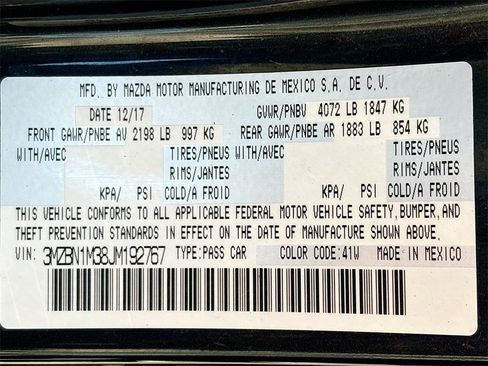 MFD. BY MAZDA MOTOR MANUFACTURING DE MEXICO S.A. DE C.V.
DATE 12/17 GVWR/PNBV 4072 LB 1847 KG
FRONT GAWR/PNBE AV 2198 LB 997 KG REAR GAWR/PNBE AR 1883 LB 854 KG
WITH/AVEC TIRES/PNEUS WITH/AVEC TIRES/PNEUS
RIMS/JANTES RIMS/JANTES
KPA/ PSI COLD/A FROID KPA/ PSI COLD/A FROID
THIS VEHICLE CONFORMS TO ALL APPLICABLE FEDERAL MOTOR VEHICLE SAFETY, BUMPER, AND
THEFT PREVENTION STANDARDS IN EFFECT ON THE DATE OF MANUFACTURE SHOWN ABOVE.
VIN: 3MZBN1M38JM192767 TYPE:PASS CAR COLOR CODE:41W MADE IN MEXICO